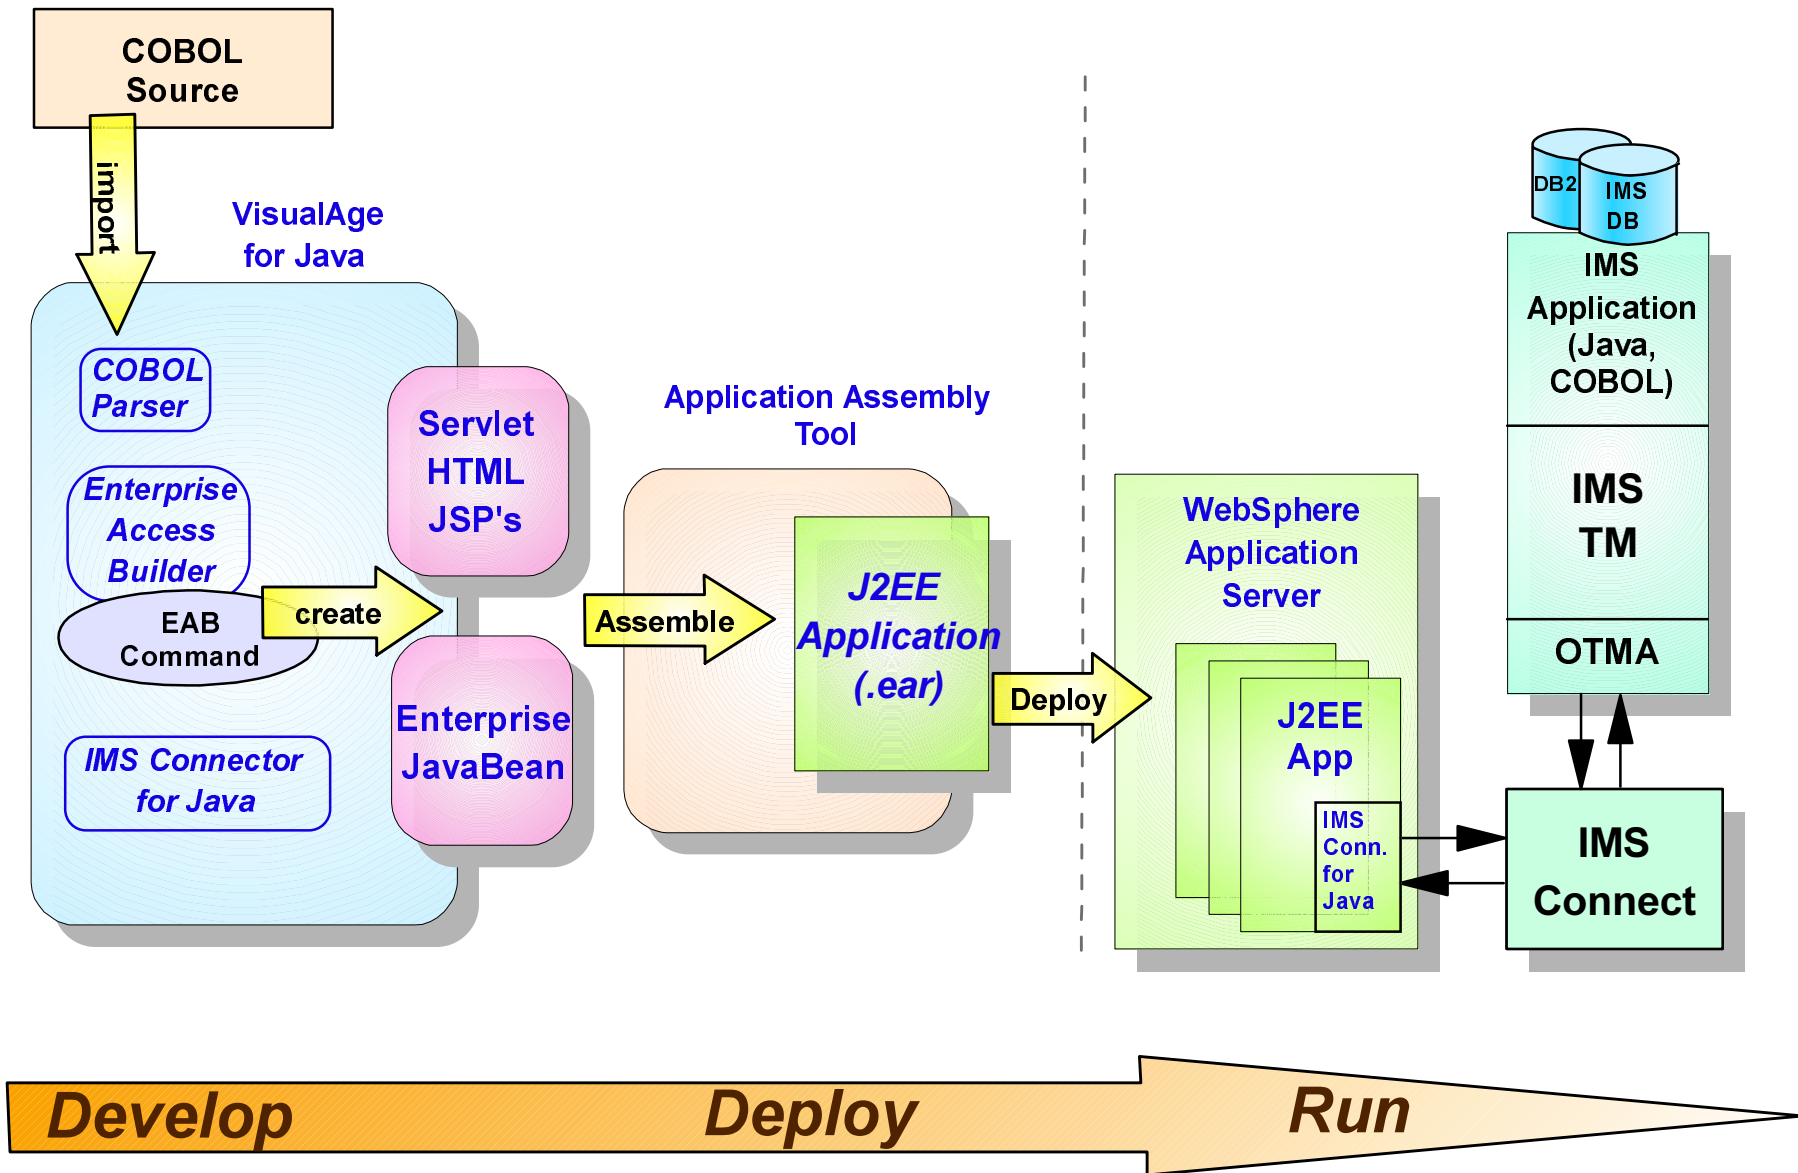 COBOL
Source
import
VisualAge
for Java
COBOL
Parser
Enterprise
Access
Builder
EAB
Command
IMS Connector
for Java
create
Servlet
HTML
JSP's
Enterprise
JavaBean
Assemble
Application Assembly
Tool
J2EE
Application
(.ear)
Deploy
WebSphere
Application
Server
J2EE
App
IMS
Conn.
for
Java
DB2
IMS
DB
IMS
Application
(Java,
COBOL)
IMS
TM
OTMA
IMS
Connect
Develop
Deploy
Run